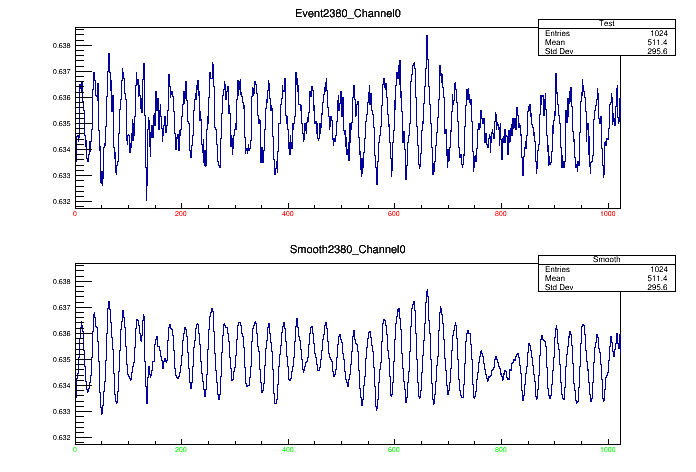 Event2380_Channel0
Test
Entries 1024
Mean 511.4
Std Dev 295.6
0.638
0.637
0.636
0.635
0.634
0.633
0.632
0 200 400 600 800 1000
Smooth2380_Channel0
Smooth
Entries 1024
Mean 511.4
Std Dev 295.6
0.638
0.637
0.636
0.635
0.634
0.633
0.632
0 200 400 600 800 1000